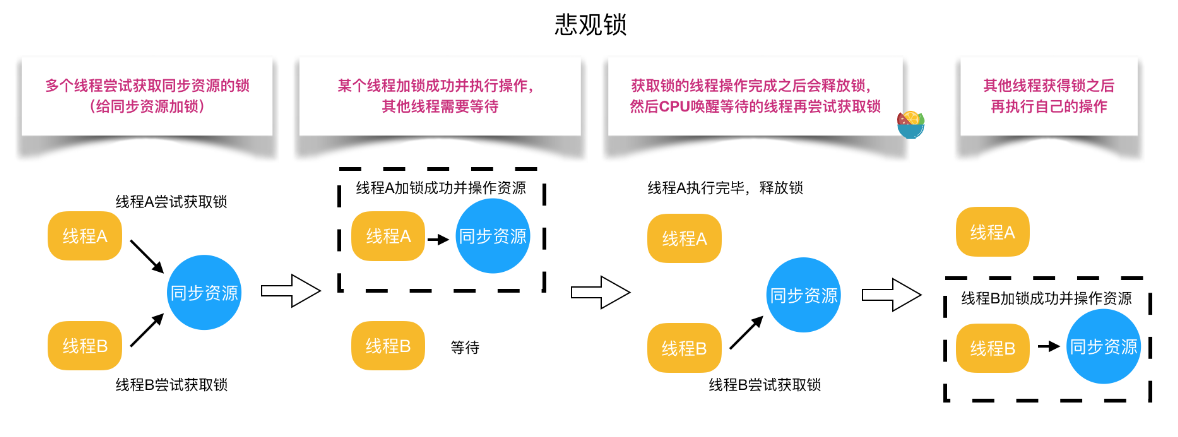 悲观锁
多个线程尝试获取同步资源的锁
（给同步资源加锁）
某个线程加锁成功并执行操作，
其他线程需要等待
获取锁的线程操作完成之后会释放锁，
然后CPU唤醒等待的线程再尝试获取锁
其他线程获得锁之后
再执行自己的操作
线程A尝试获取锁
线程A
同步资源
线程B
线程B尝试获取锁
线程A加锁成功并操作资源
线程A
同步资源
线程B
等待
线程A执行完毕，释放锁
线程A
同步资源
线程B
线程B尝试获取锁
线程A
线程B加锁成功并操作资源
线程B
同步资源